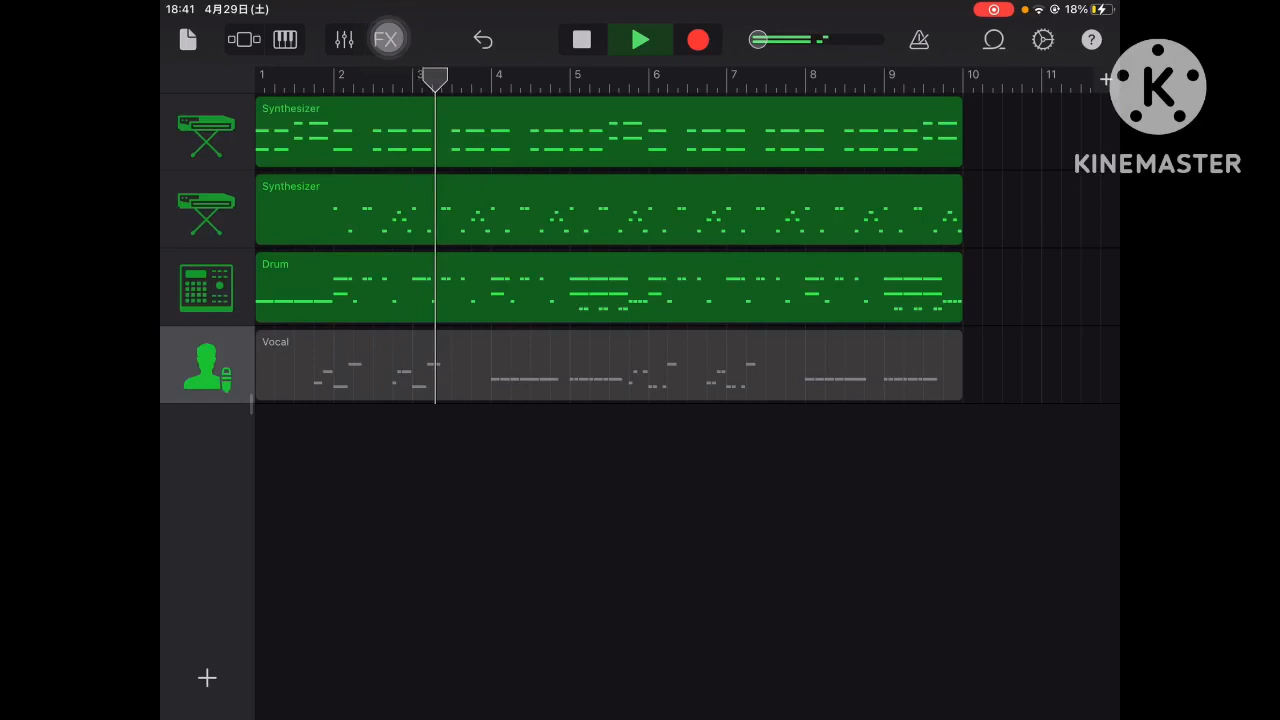 18:41 4月29日(土)
18%
FX
?
1 2 3 4 5 6 7 8 9 10 11
K
KINEMASTER
Synthesizer
Synthesizer
Drum
Vocal